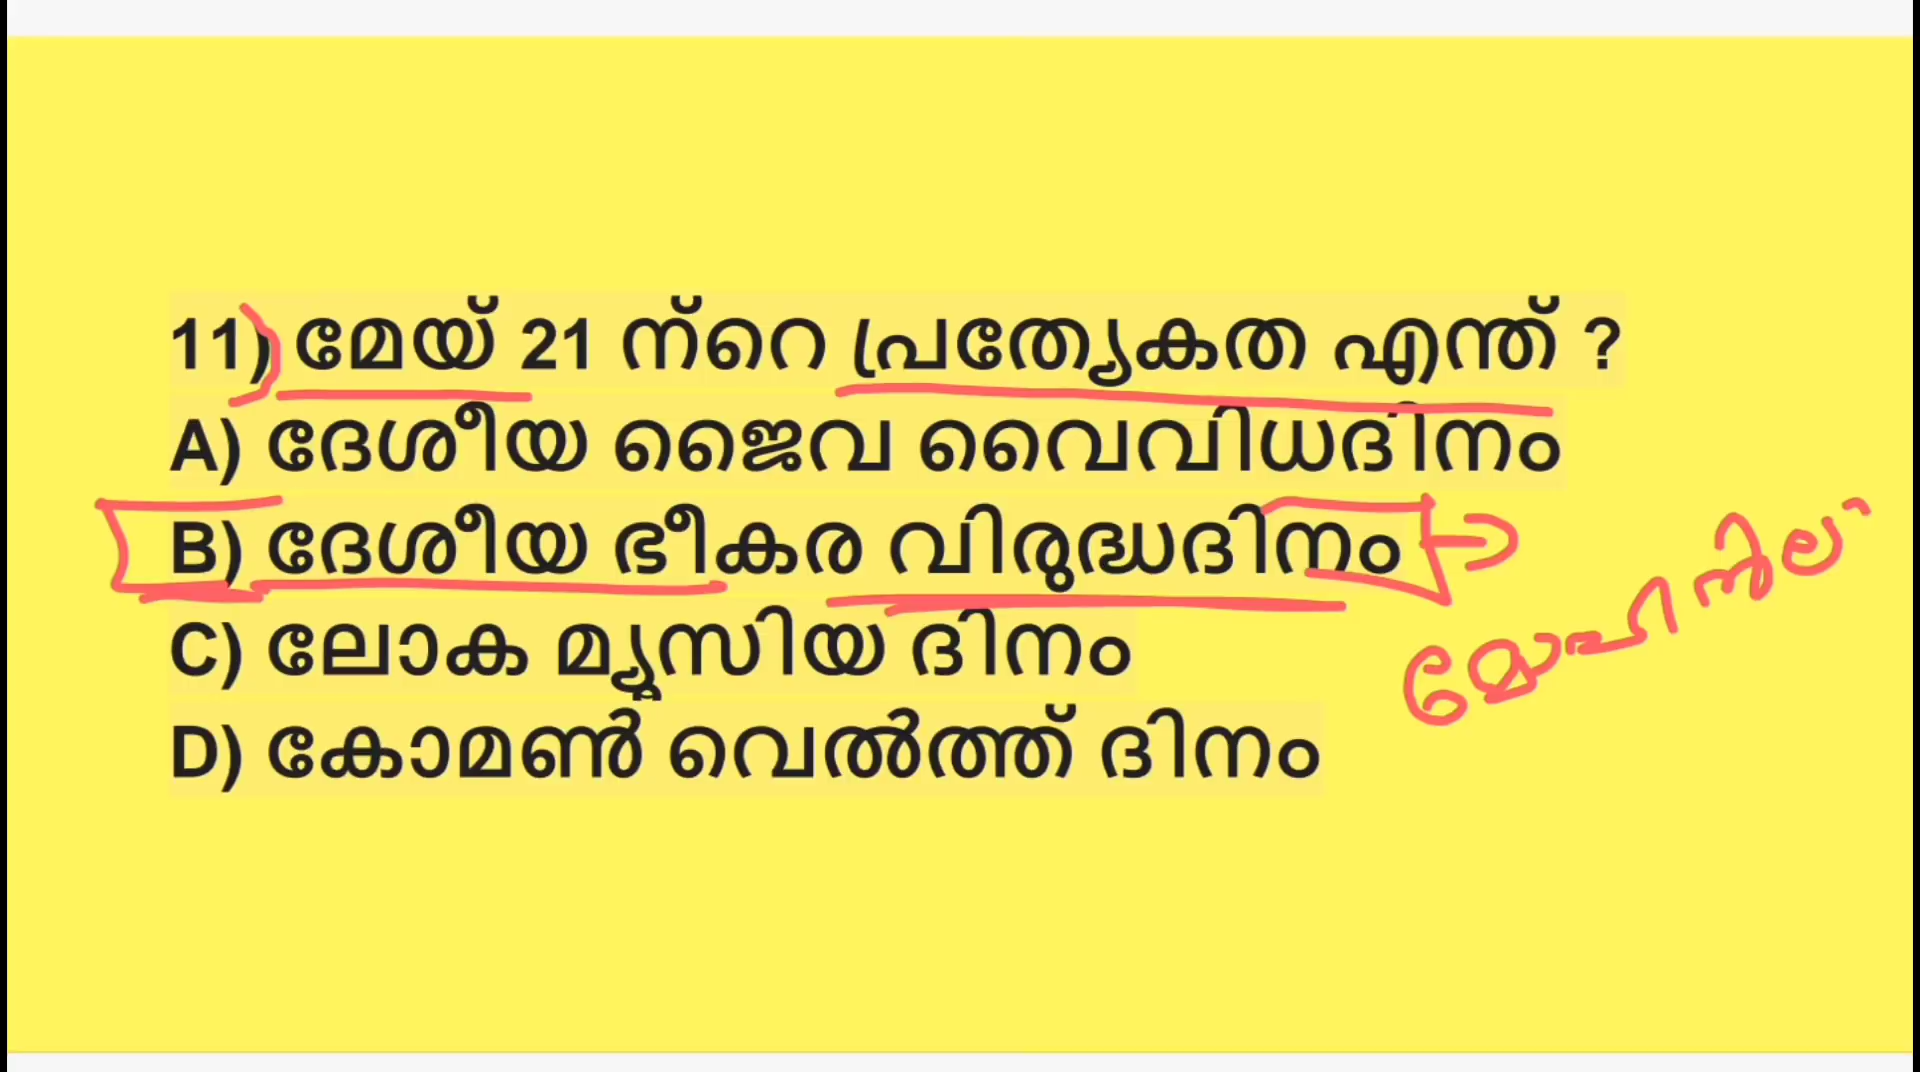 11) മേയ് 21 ന്റെ പ്രത്യേകത എന്ത് ?
A) ദേശീയ ജൈവ വൈവിധദിനം
B) ദേശീയ ഭീകര വിരുദ്ധദിനം
C) ലോക മ്യൂസിയ ദിനം
D) കോമൺ വെൽത്ത് ദിനം